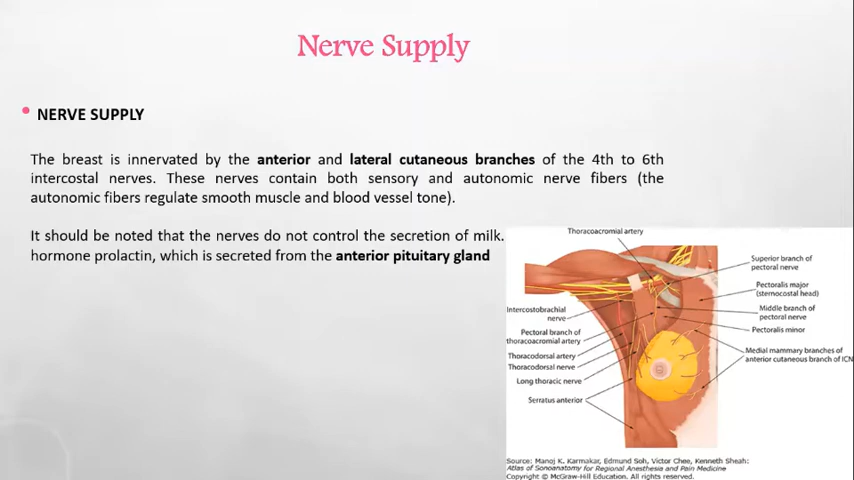 Nerve Supply
• NERVE SUPPLY
The breast is innervated by the anterior and lateral cutaneous branches of the 4th to 6th
intercostal nerves. These nerves contain both sensory and autonomic nerve fibers (the
autonomic fibers regulate smooth muscle and blood vessel tone).
It should be noted that the nerves do not control the secretion of milk.
hormone prolactin, which is secreted from the anterior pituitary gland
Thoracoacromial artery
Superior branch of
pectoral nerve
Pectoralis major
(sternocostal head)
Middle branch of
pectoral nerve
Pectoralis minor
Medial mammary branches of
anterior cutaneous branch of ICN
Intercostobrachial
nerve
Pectoral branch of
thoracoacromial artery
Thoracodorsal artery
Thoracodorsal nerve
Long thoracic nerve
Serratus anterior
Source: Manoj K. Karmakar, Edmund Soh, Victor Chee, Kenneth Sheah:
Atlas of Sonoanatomy for Regional Anesthesia and Pain Medicine
Copyright © McGraw-Hill Education. All rights reserved.